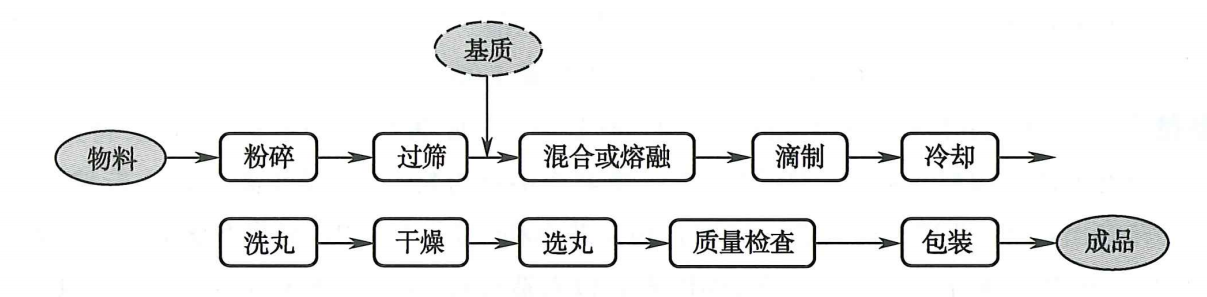 基质
物料 粉碎 过筛 混合或熔融 滴制 冷却
洗丸 干燥 选丸 质量检查 包装 成品